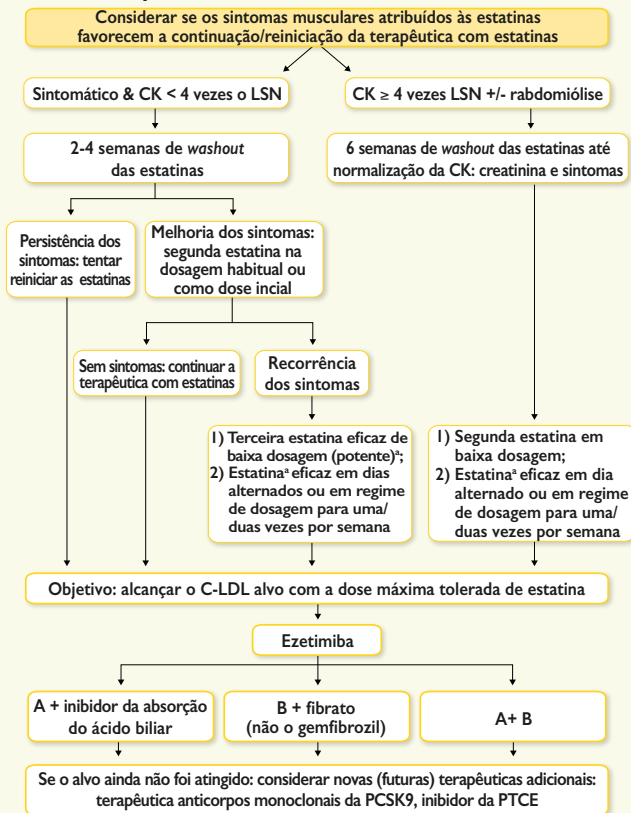 Considerar se os sintomas musculares atribuídos às estatinas
favorecem a continuação/reiniciação da terapêutica com estatinas
Sintomático & CK < 4 vezes o LSN
CK ≥ 4 vezes LSN +/- rabdomiólise
2-4 semanas de washout
das estatinas
6 semanas de washout das estatinas até
normalização da CK: creatinina e sintomas
Persistência dos
sintomas: tentar
reiniciar as estatinas
Melhoria dos sintomas:
segunda estatina na
dosagem habitual ou
como dose incial
Sem sintomas: continuar a
terapêutica com estatinas
Recorrência
dos sintomas
1) Terceira estatina eficaz de
baixa dosagem (potente)ª;
2) Estatinaª eficaz em dias
alternados ou em regime
de dosagem para uma/
duas vezes por semana
1) Segunda estatina em
baixa dosagem;
2) Estatinaª eficaz em dia
alternado ou em regime
de dosagem para uma/
duas vezes por semana
Objetivo: alcançar o C-LDL alvo com a dose máxima tolerada de estatina
Ezetimiba
A + inibidor da absorção
do ácido biliar
B + fibrato
(não o gemfibrozil)
A+ B
Se o alvo ainda não foi atingido: considerar novas (futuras) terapêuticas adicionais:
terapêutica anticorpos monoclonais da PCSK9, inibidor da PTCE